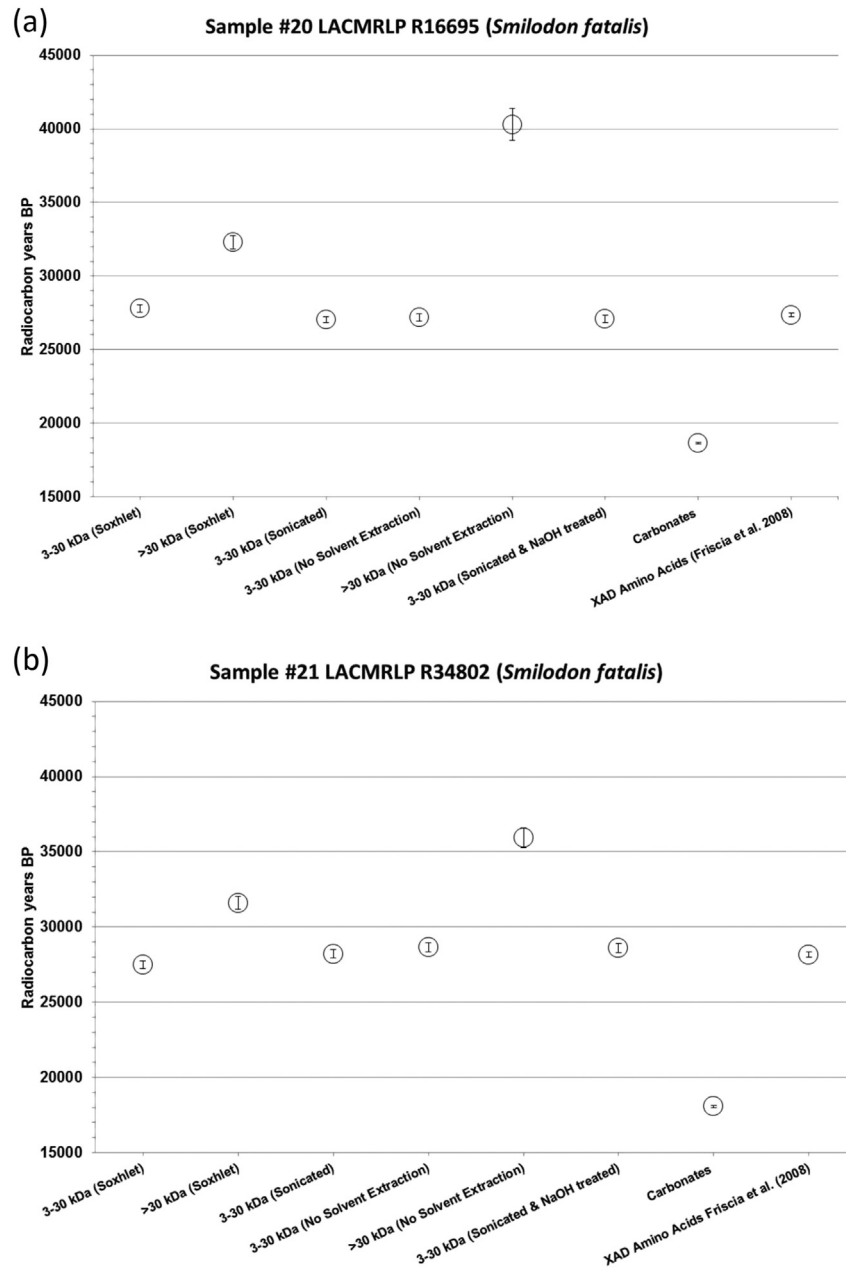 (a)
Sample #20 LACMRLP R16695 (Smilodon fatalis)
Radiocarbon years BP
45000
40000
35000
30000
25000
20000
15000
3-30 kDa (Soxhlet)
>30 kDa (Soxhlet)
3-30 kDa (Sonicated)
3-30 kDa (No Solvent Extraction)
>30 kDa (No Solvent Extraction)
3-30 kDa (Sonicated & NaOH treated)
Carbonates
XAD Amino Acids (Friscia et al. 2008)
(b)
Sample #21 LACMRLP R34802 (Smilodon fatalis)
Radiocarbon years BP
45000
40000
35000
30000
25000
20000
15000
3-30 kDa (Soxhlet)
>30 kDa (Soxhlet)
3-30 kDa (Sonicated)
3-30 kDa (No Solvent Extraction)
>30 kDa (No Solvent Extraction)
3-30 kDa (Sonicated & NaOH treated)
Carbonates
XAD Amino Acids Friscia et al. (2008)